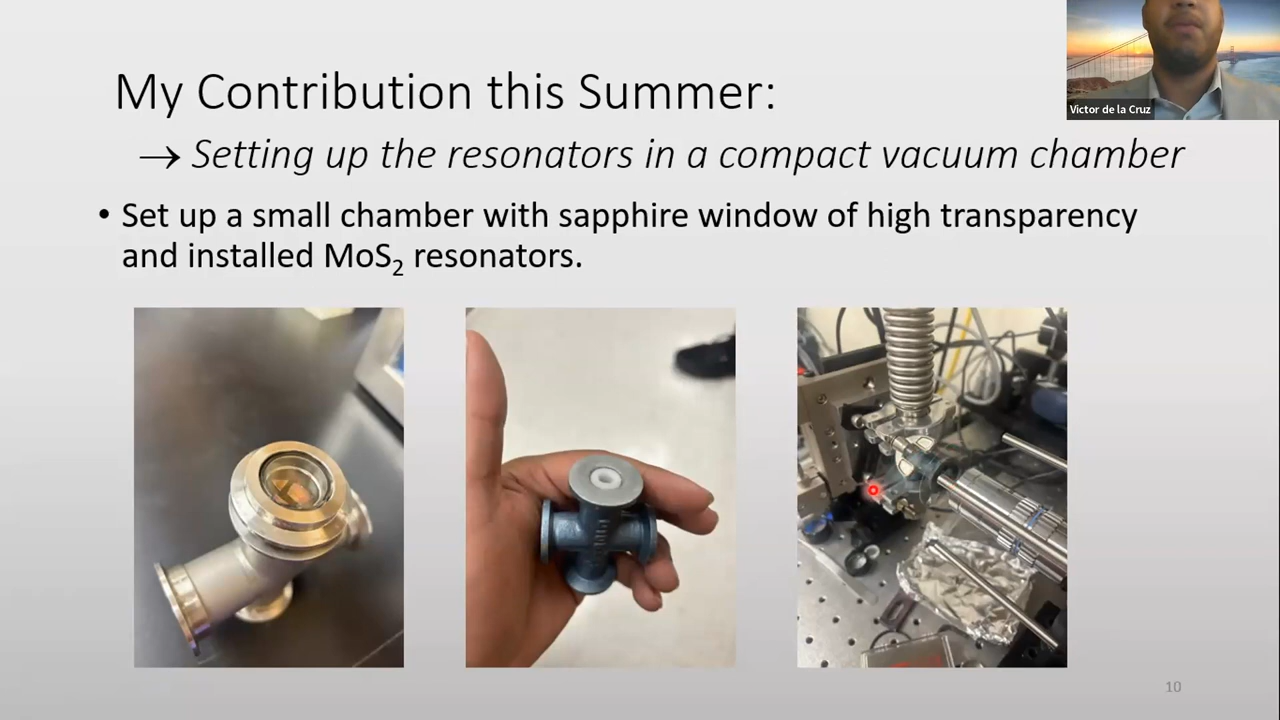 My Contribution this Summer:
→ Setting up the resonators in a compact vacuum chamber
• Set up a small chamber with sapphire window of high transparency
and installed MoS₂ resonators.
Victor de la Cruz
10